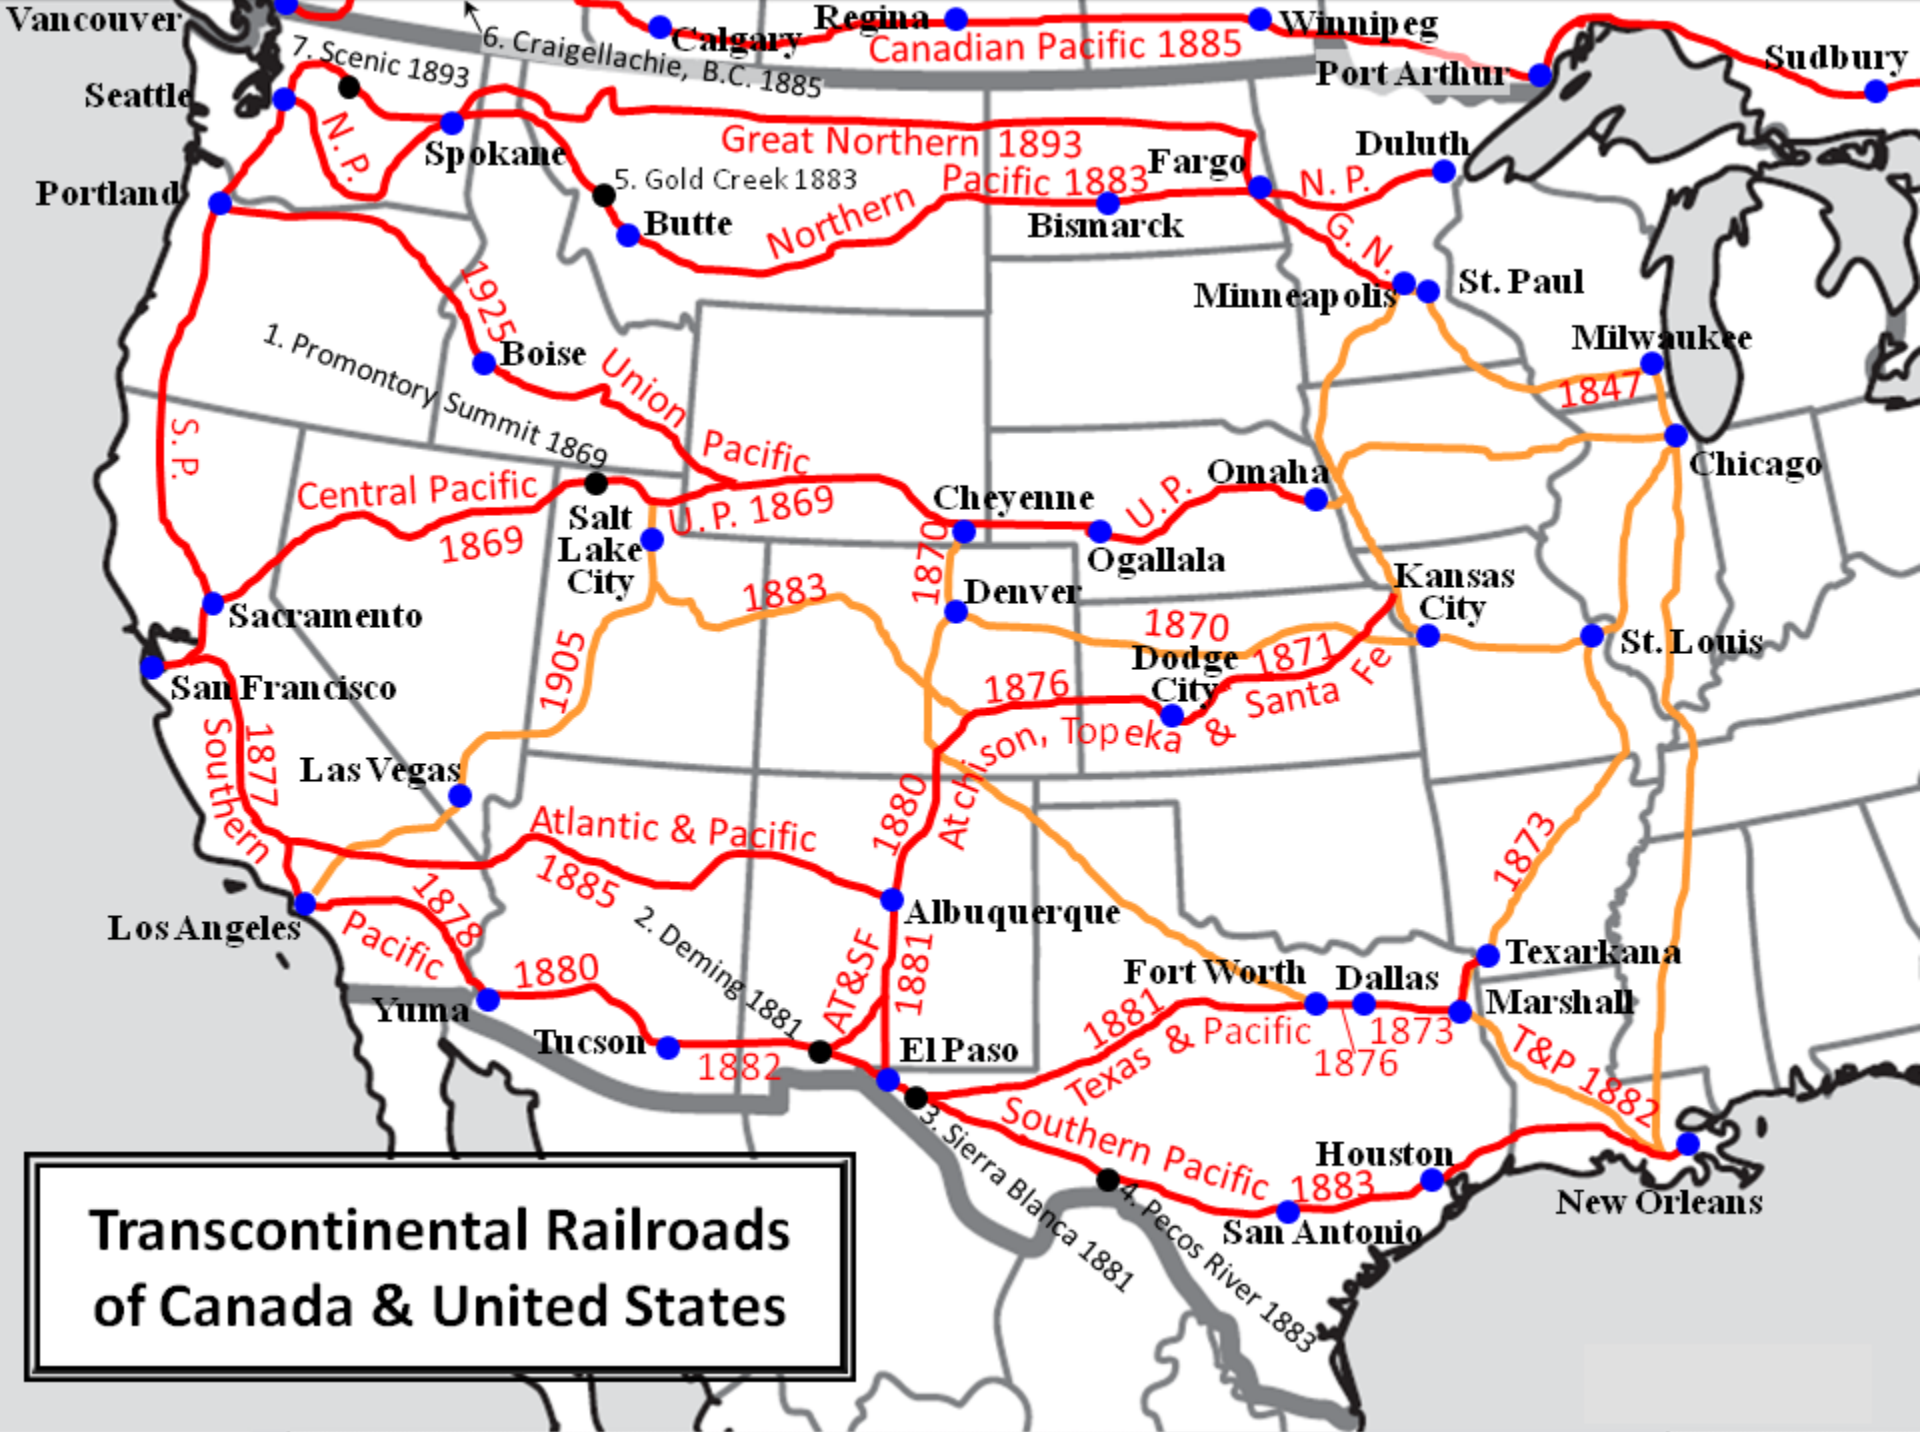 Vancouver
Calgary
Regina
Winnipeg
Canadian Pacific 1885
Port Arthur
Sudbury
6. Craigellachie, B.C. 1885
7. Scenic 1893
Seattle
N. P.
Spokane
Great Northern 1893
Fargo
Duluth
N. P.
Portland
5. Gold Creek 1883
Butte
Northern Pacific 1883
Bismarck
G. N.
Minneapolis
St. Paul
Milwaukee
1847
1925
Boise
1. Promontory Summit 1869
Union Pacific
S. P.
Central Pacific
1869
Salt
Lake
City
U. P. 1869
Cheyenne
Ogallala
U. P.
Omaha
Chicago
1870
Denver
Kansas
City
Sacramento
1883
1870
1871
Dodge
City
St. Louis
San Francisco
1905
1876
Atchison, Topeka & Santa Fe
Las Vegas
Southern Pacific
1877
1880
Atlantic & Pacific
1885
1873
Los Angeles
1878
Albuquerque
2. Deming 1881
AT&SF
1881
Texarkana
Fort Worth
Dallas
Marshall
Yuma
1880
Tucson
1882
El Paso
1881
Texas & Pacific
1873
1876
T&P 1882
3. Sierra Blanca 1881
Southern Pacific
4. Pecos River 1883
1883
San Antonio
Houston
New Orleans
Transcontinental Railroads
of Canada & United States